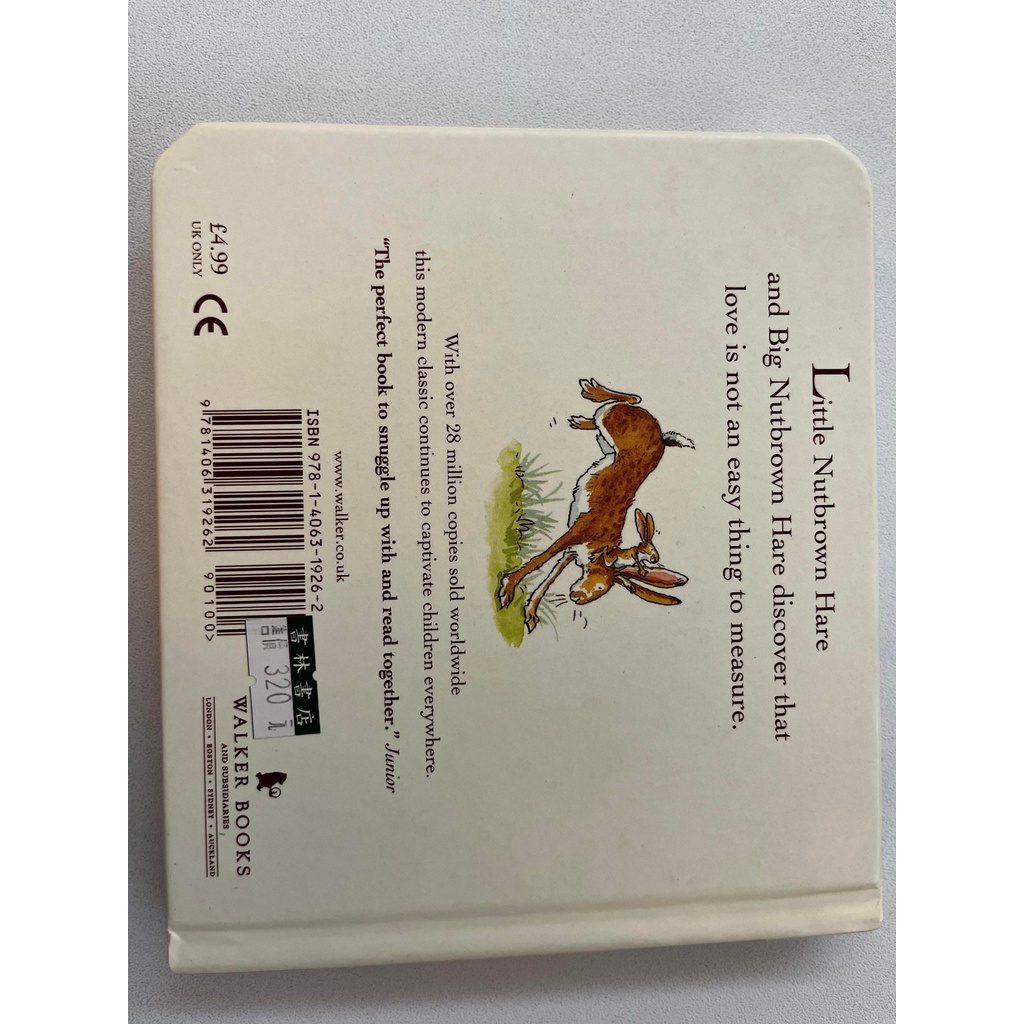 Little Nutbrown Hare
and Big Nutbrown Hare discover that
love is not an easy thing to measure.
With over 28 million copies sold worldwide
this modern classic continues to captivate children everywhere.
“The perfect book to snuggle up with and read together.” Junior
www.walker.co.uk
£4.99
UK ONLY
CE
ISBN 978-1-4063-1926-2
9 781406 319262
90100>
書林書店
320元
WALKER BOOKS
AND SUBSIDIARIES
LONDON • BOSTON • SYDNEY • AUCKLAND